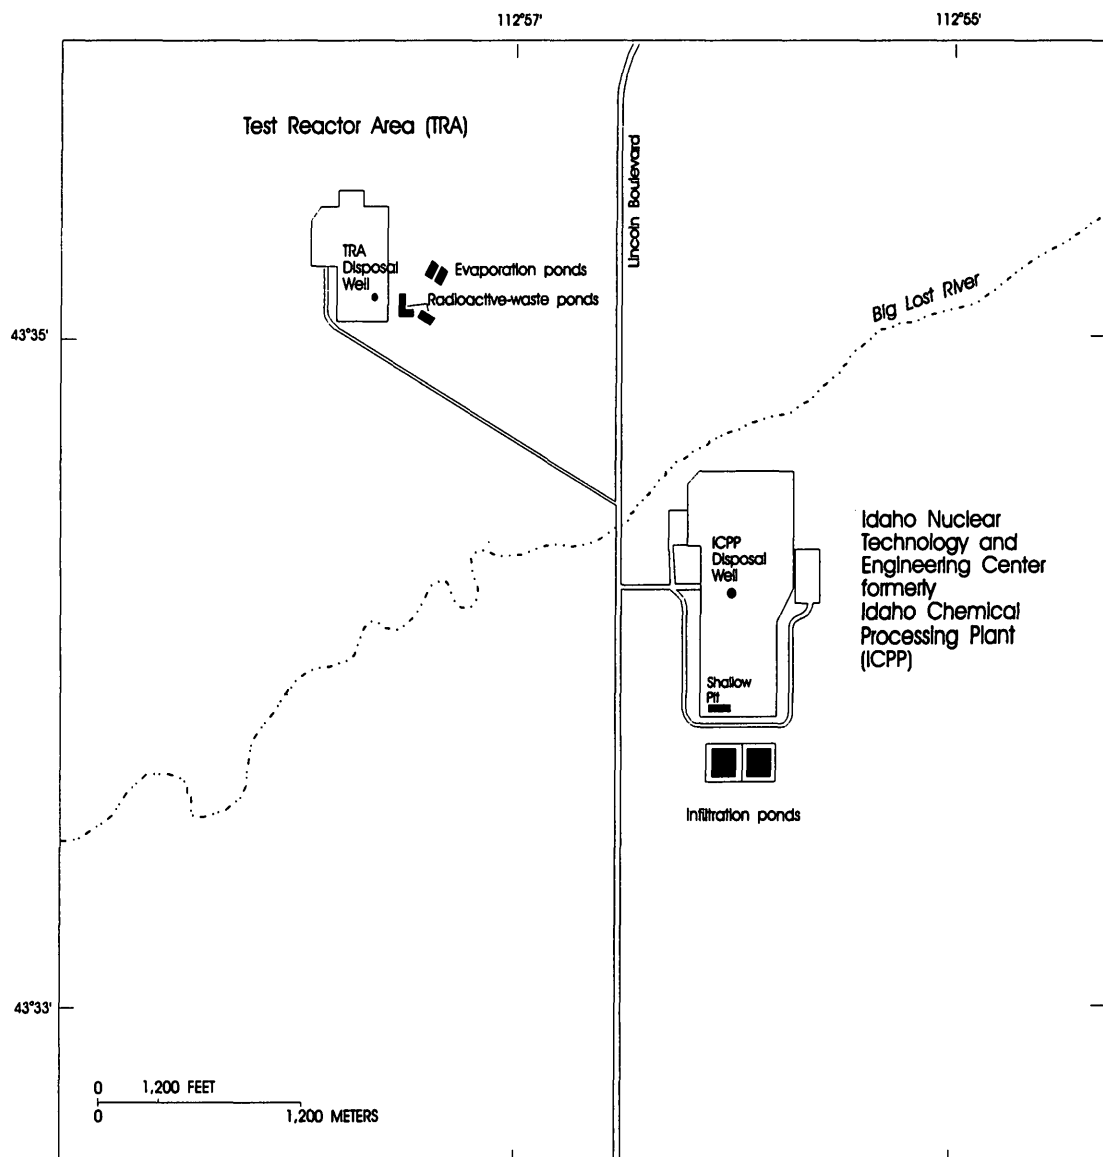 112°57'
112°55'
Test Reactor Area (TRA)
Lincoln Boulevard
TRA
Disposal
Well
Evaporation ponds
Radioactive-waste ponds
Big Lost River
43°35'
ICPP
Disposal
Well
Idaho Nuclear
Technology and
Engineering Center
formerly
Idaho Chemical
Processing Plant
(ICPP)
Shallow
Pit
Infiltration ponds
43°33'
0 1,200 FEET
0 1,200 METERS